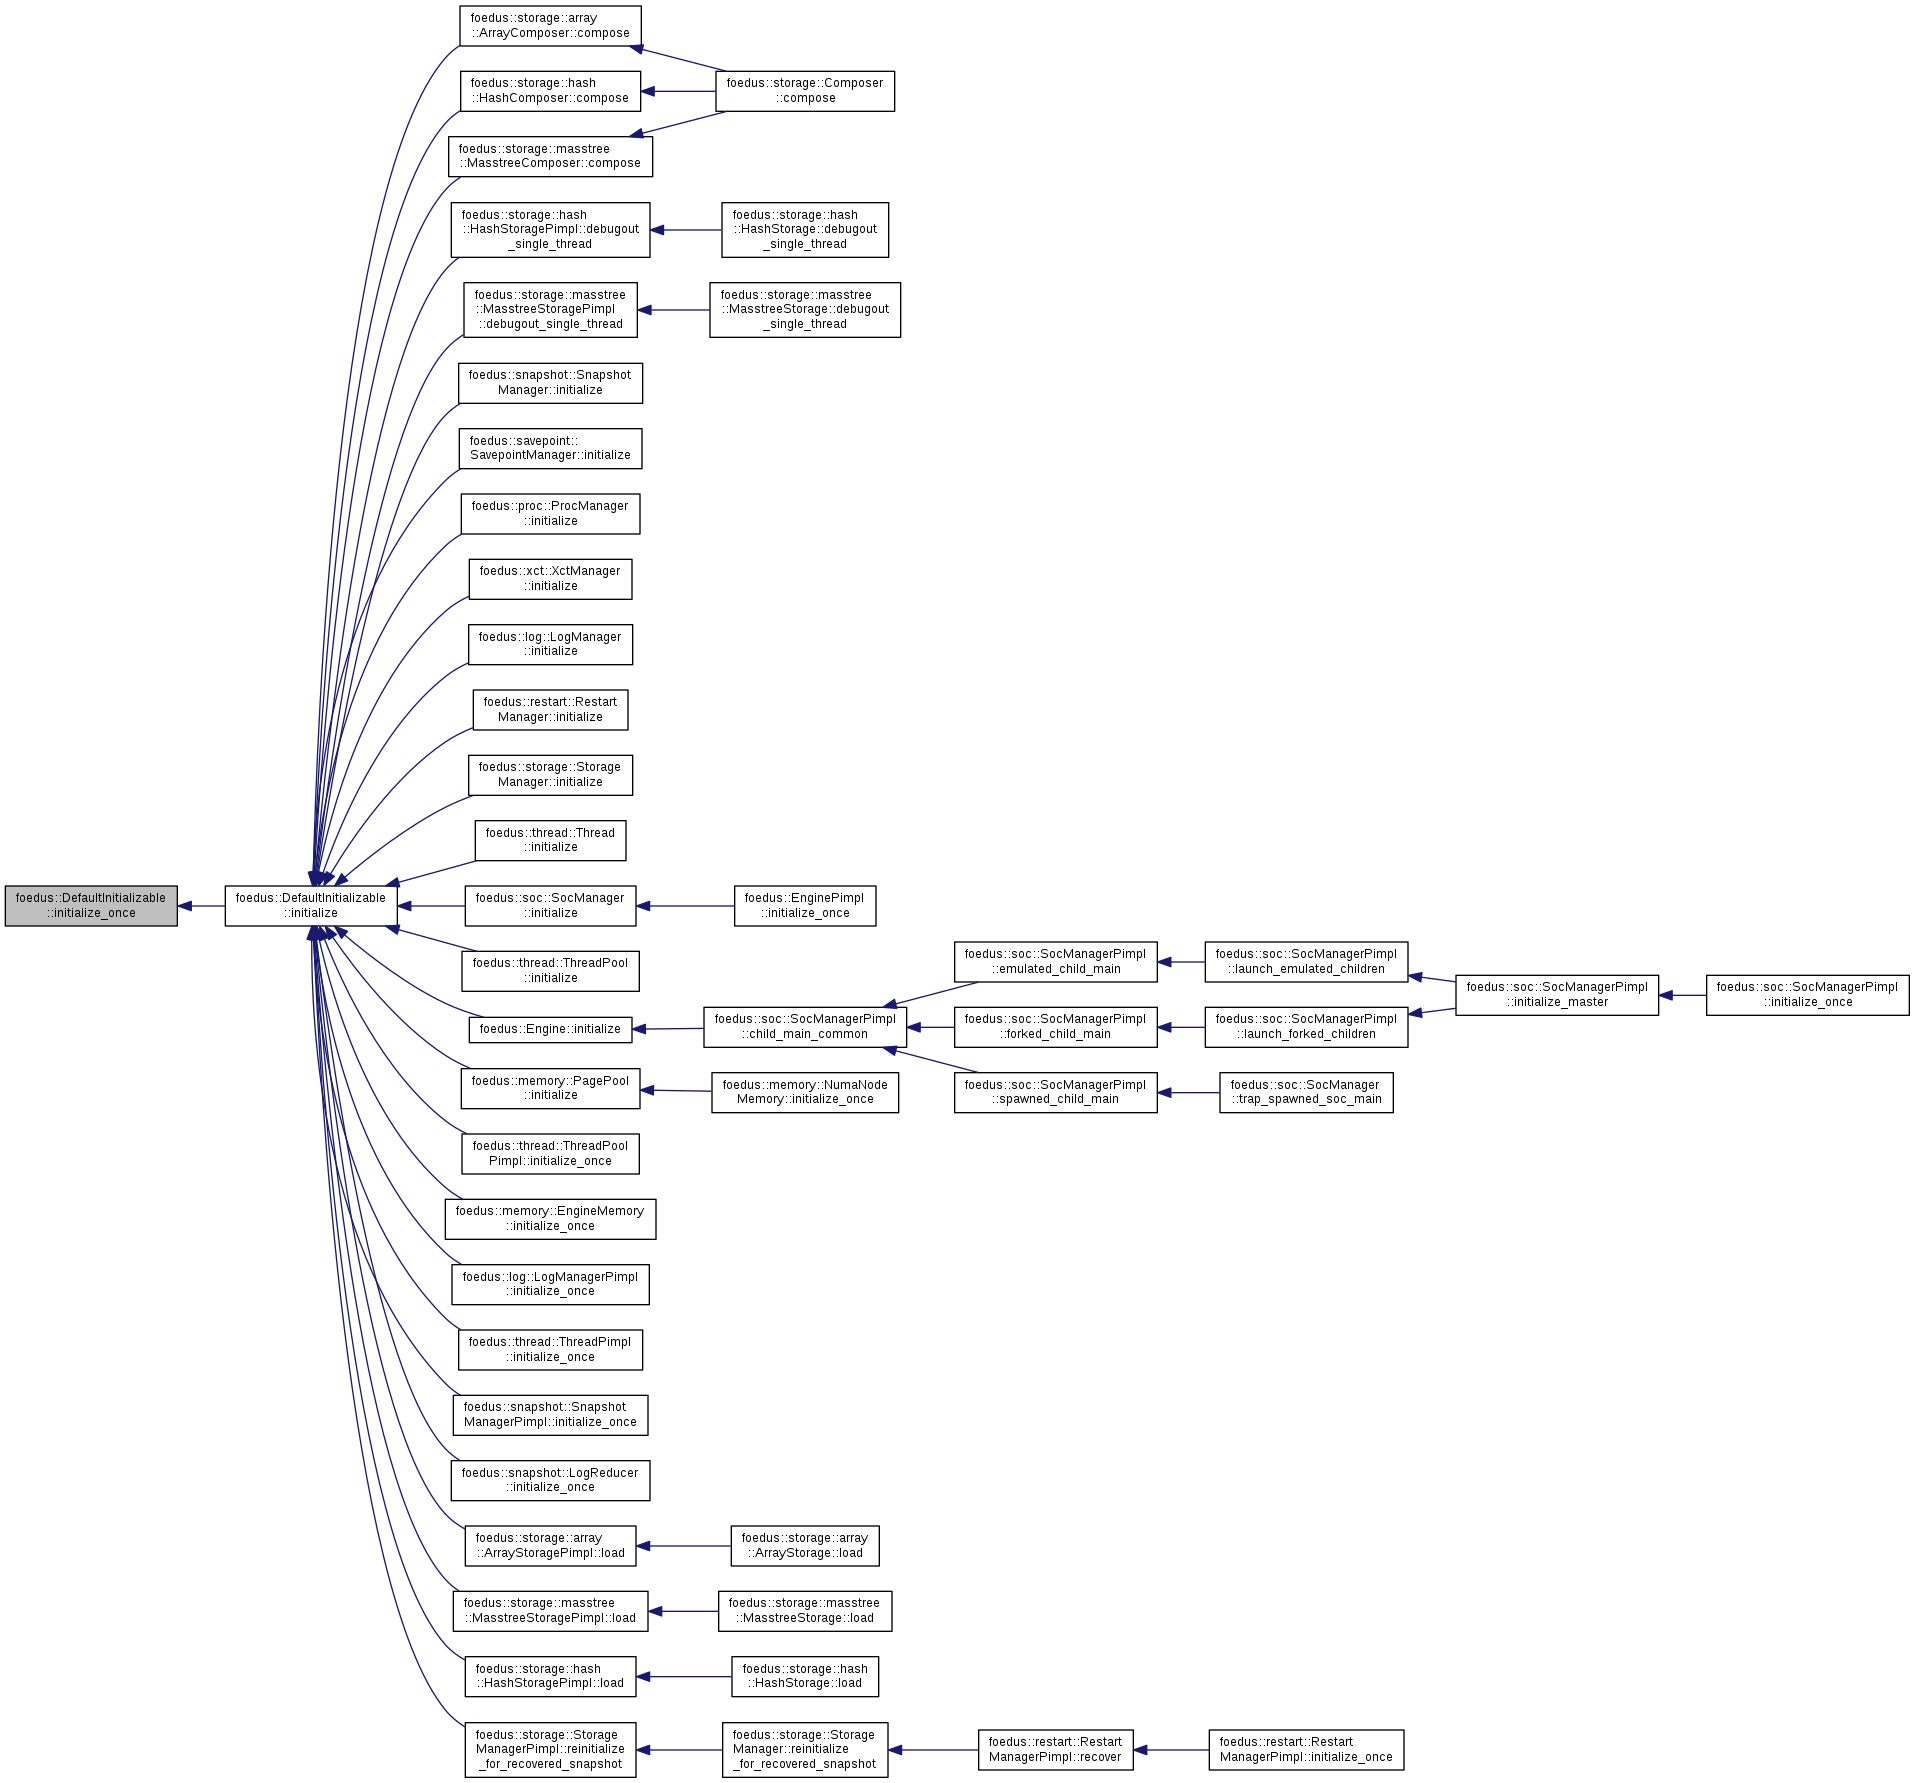 foedus::storage::array
::ArrayComposer::compose
foedus::storage::hash
::HashComposer::compose
foedus::storage::Composer
::compose
foedus::storage::masstree
::MasstreeComposer::compose
foedus::storage::hash
::HashStoragePimpl::debugout
_single_thread
foedus::storage::hash
::HashStorage::debugout
_single_thread
foedus::storage::masstree
::MasstreeStoragePimpl
::debugout_single_thread
foedus::storage::masstree
::MasstreeStorage::debugout
_single_thread
foedus::snapshot::Snapshot
Manager::initialize
foedus::savepoint::
SavepointManager::initialize
foedus::proc::ProcManager
::initialize
foedus::xct::XctManager
::initialize
foedus::log::LogManager
::initialize
foedus::restart::Restart
Manager::initialize
foedus::storage::Storage
Manager::initialize
foedus::thread::Thread
::initialize
foedus::DefaultInitializable
::initialize_once
foedus::DefaultInitializable
::initialize
foedus::soc::SocManager
::initialize
foedus::EnginePimpl
::initialize_once
foedus::thread::ThreadPool
::initialize
foedus::Engine::initialize
foedus::soc::SocManagerPimpl
::child_main_common
foedus::soc::SocManagerPimpl
::emulated_child_main
foedus::soc::SocManagerPimpl
::launch_emulated_children
foedus::soc::SocManagerPimpl
::forked_child_main
foedus::soc::SocManagerPimpl
::launch_forked_children
foedus::soc::SocManagerPimpl
::initialize_master
foedus::soc::SocManagerPimpl
::initialize_once
foedus::soc::SocManagerPimpl
::spawned_child_main
foedus::soc::SocManager
::trap_spawned_soc_main
foedus::memory::PagePool
::initialize
foedus::memory::NumaNode
Memory::initialize_once
foedus::thread::ThreadPool
Pimpl::initialize_once
foedus::memory::EngineMemory
::initialize_once
foedus::log::LogManagerPimpl
::initialize_once
foedus::thread::ThreadPimpl
::initialize_once
foedus::snapshot::Snapshot
ManagerPimpl::initialize_once
foedus::snapshot::LogReducer
::initialize_once
foedus::storage::array
::ArrayStoragePimpl::load
foedus::storage::array
::ArrayStorage::load
foedus::storage::masstree
::MasstreeStoragePimpl::load
foedus::storage::masstree
::MasstreeStorage::load
foedus::storage::hash
::HashStoragePimpl::load
foedus::storage::hash
::HashStorage::load
foedus::storage::Storage
ManagerPimpl::reinitialize
_for_recovered_snapshot
foedus::storage::Storage
Manager::reinitialize
_for_recovered_snapshot
foedus::restart::Restart
ManagerPimpl::recover
foedus::restart::Restart
ManagerPimpl::initialize_once